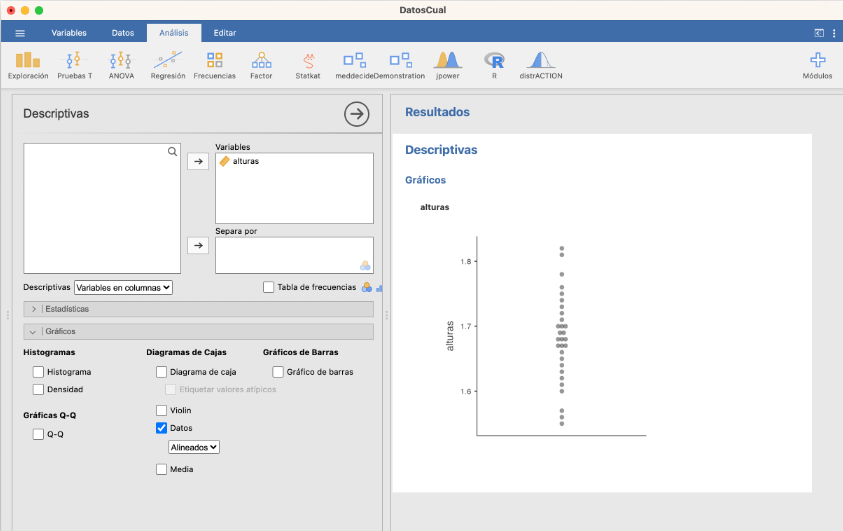 DatosCual
Variables Datos Análisis Editar
Exploración Pruebas T ANOVA Regresión Frecuencias Factor Statkat meddecide Demonstration jpower R distrACTION Módulos
Descriptivas
Variables
alturas
Separa por
Descriptivas Variables en columnas Tabla de frecuencias
Estadísticas
Gráficos
Histogramas Diagramas de Cajas Gráficos de Barras
Histograma Diagrama de caja Gráfico de barras
Densidad Etiquetar valores atípicos
Violin
Gráficas Q-Q
Datos
Q-Q
Alineados
Media
Resultados
Descriptivas
Gráficos
alturas
1.8
1.7
alturas
1.6